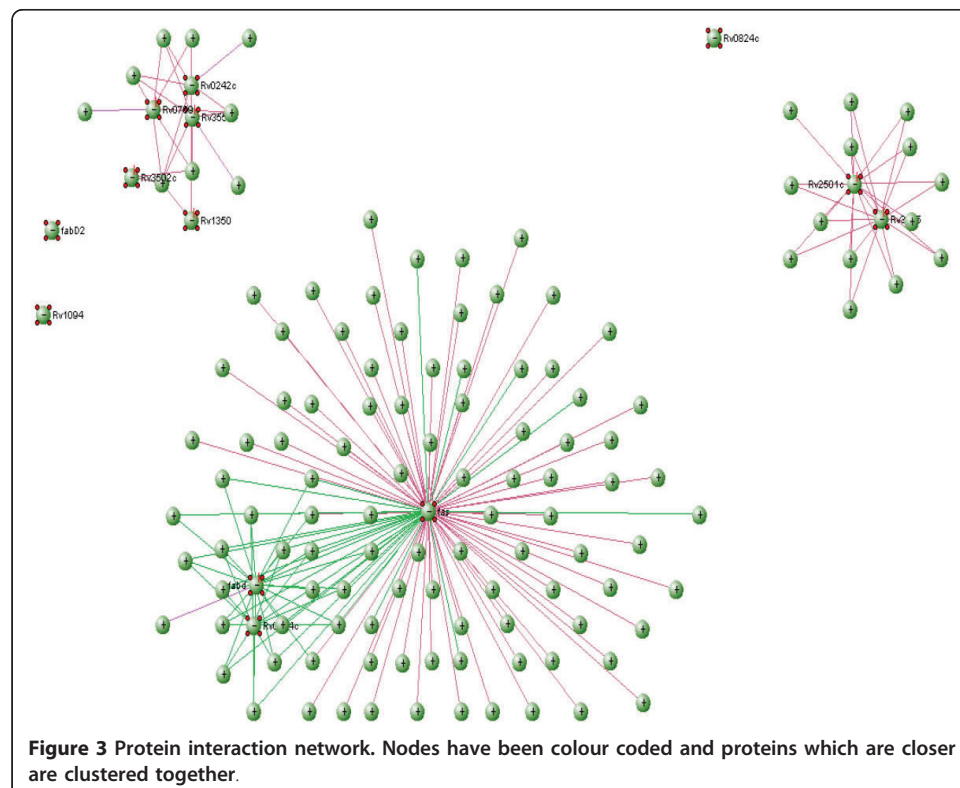 Rv0824c
Rv0242c
Rv3502c
Rv2501c
Rv1350
fabD2
Rv1094
fas
Figure 3 Protein interaction network. Nodes have been colour coded and proteins which are closer
are clustered together.